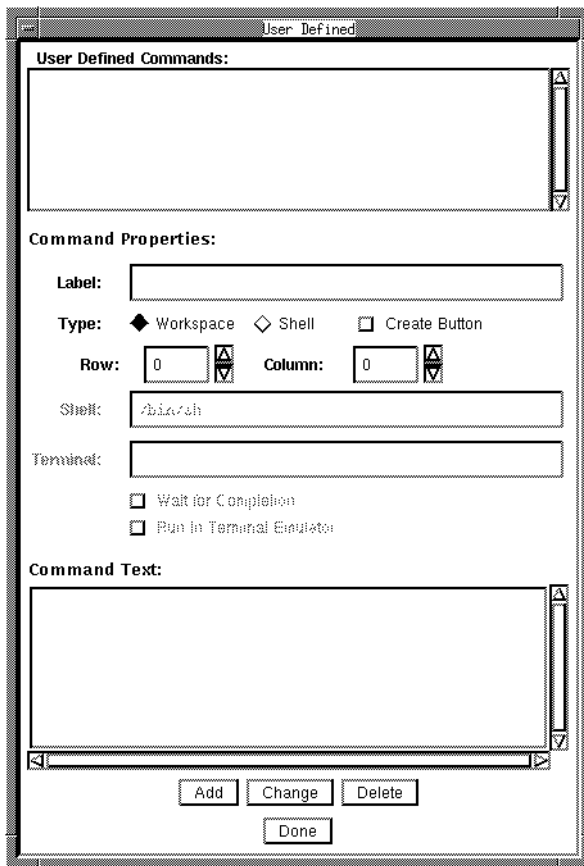 User Defined
User Defined Commands:
Command Properties:
Label:
Type: Workspace Shell Create Button
Row: 0 Column: 0
Shell: /bin/sh
Terminal:
Wait for Completion
Run in Terminal Emulator
Command Text:
Add Change Delete
Done